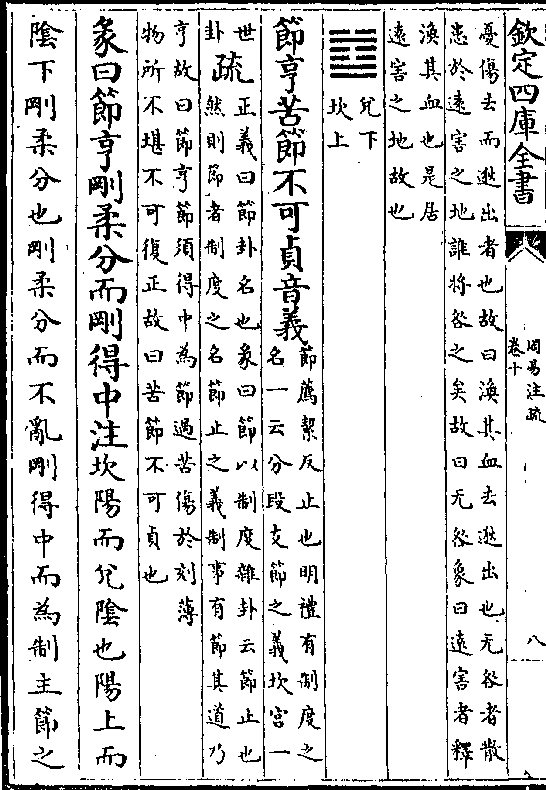 欽定四庫全書
周易注疏
卷十
八
憂傷去而逖出者也故曰渙其血去逖出也无咎者散
患於遠害之地誰將咎之矣故曰无咎象曰遠害者釋
渙其血也是居
遠害之地故也
兌下
坎上
節亨苦節不可貞音義
節薦絜反止也明禮有制度之
名一云分段支節之義坎宮一
世
卦
疏
正義曰節卦名也彖曰節以制度雜卦云節止也
然則節者制度之名節止之義制事有節其道乃
亨故曰節亨節須得中為節過苦傷於刻薄
物所不堪不可復正故曰苦節不可貞也
彖曰節亨剛柔分而剛得中注坎陽而兌陰也陽上而
陰下剛柔分也剛柔分而不亂剛得中而為制主節之